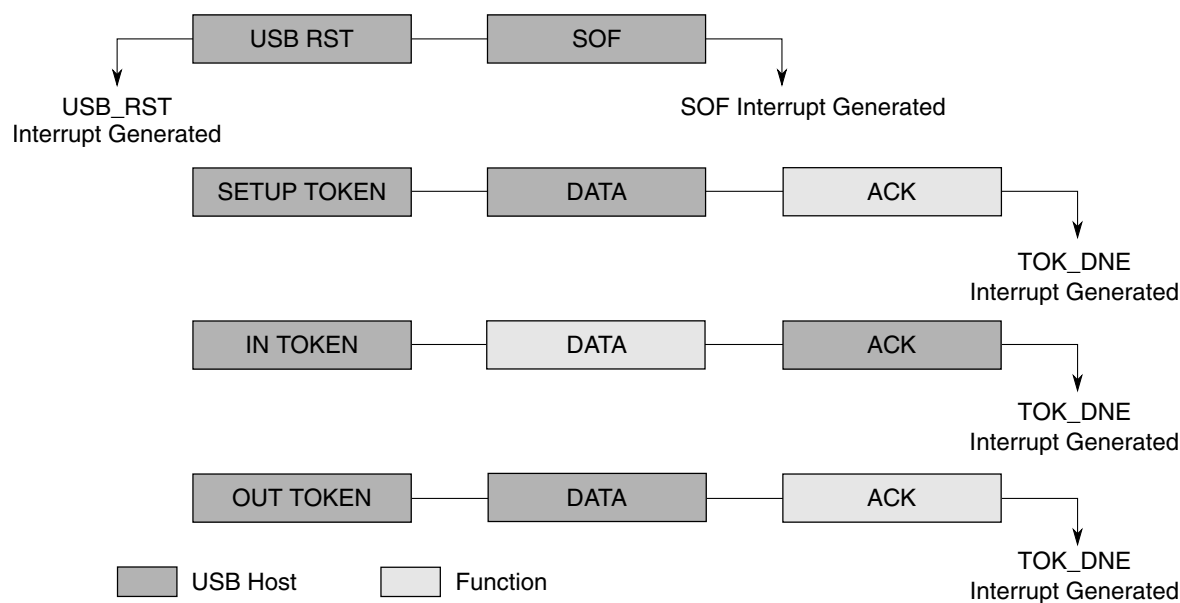 USB RST
SOF
USB_RST
Interrupt Generated
SOF Interrupt Generated
SETUP TOKEN
DATA
ACK
TOK_DNE
Interrupt Generated
IN TOKEN
DATA
ACK
TOK_DNE
Interrupt Generated
OUT TOKEN
DATA
ACK
TOK_DNE
Interrupt Generated
USB Host
Function